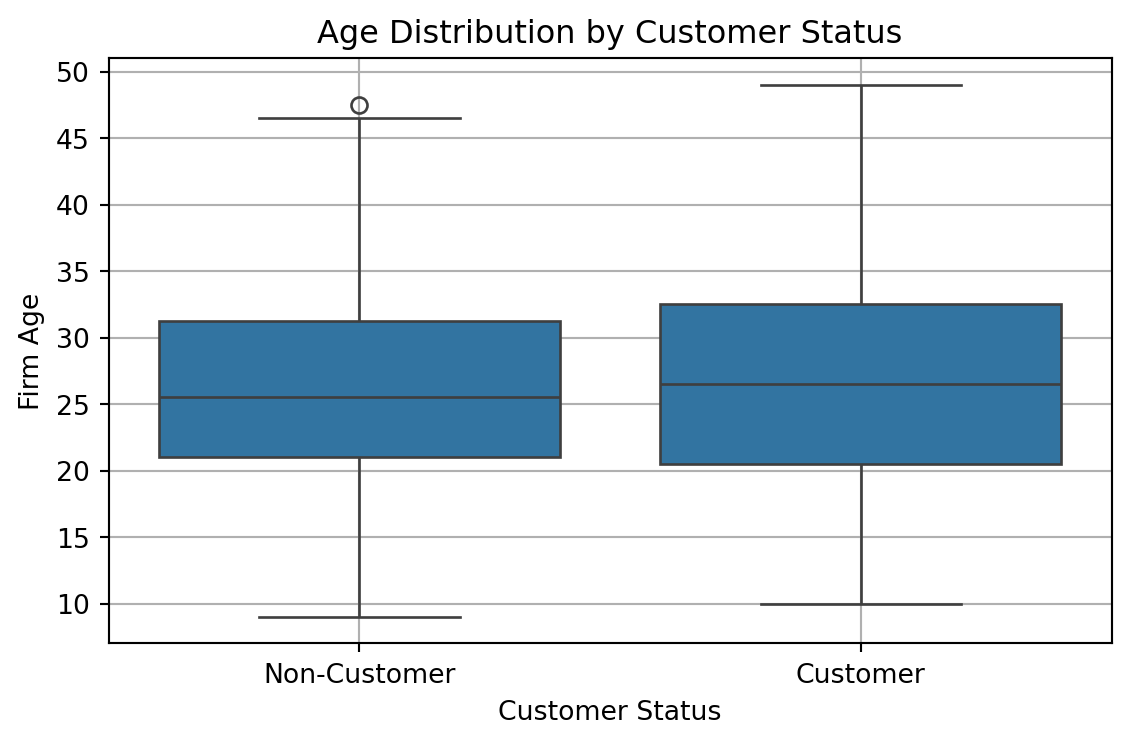 Age Distribution by Customer Status
50
45
40
35
30
25
20
15
10
Firm Age
Non-Customer Customer
Customer Status